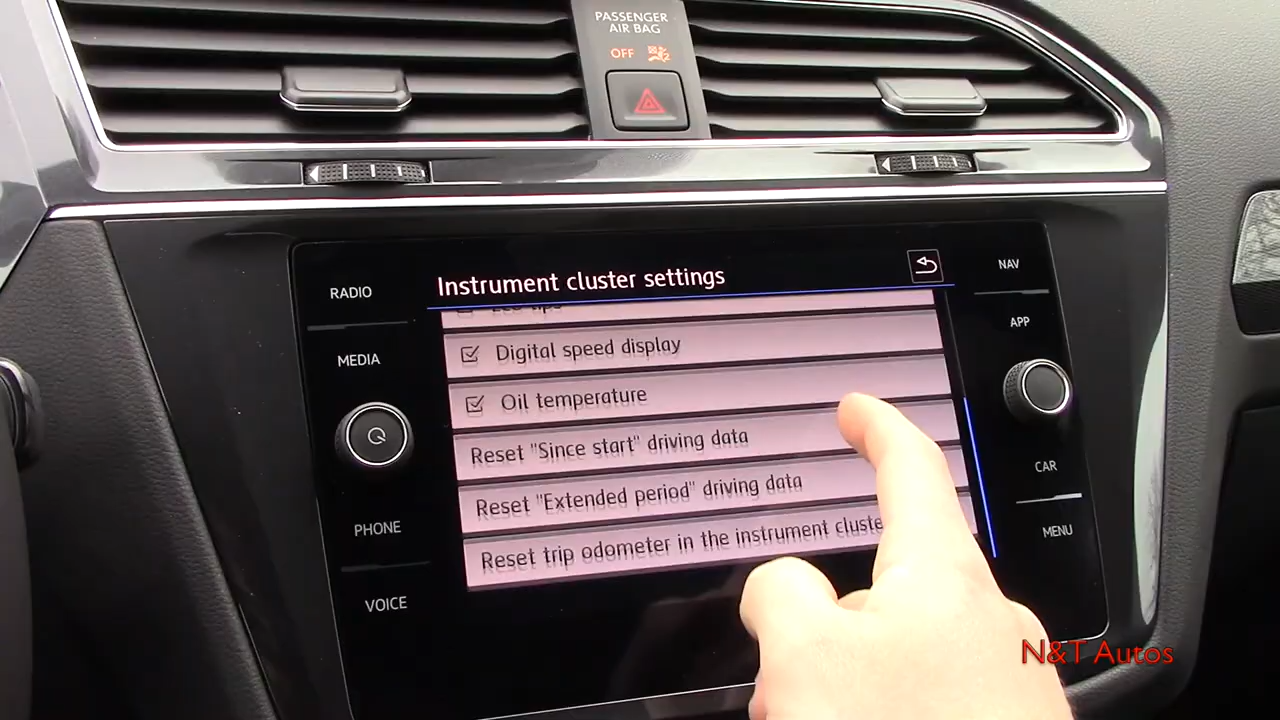 PASSENGER
AIR BAG
OFF
RADIO
MEDIA
PHONE
VOICE
Instrument cluster settings
Digital speed display
Oil temperature
Reset "Since start" driving data
Reset "Extended period" driving data
Reset trip odometer in the instrument
NAV
APP
CAR
MENU
N&T Autos